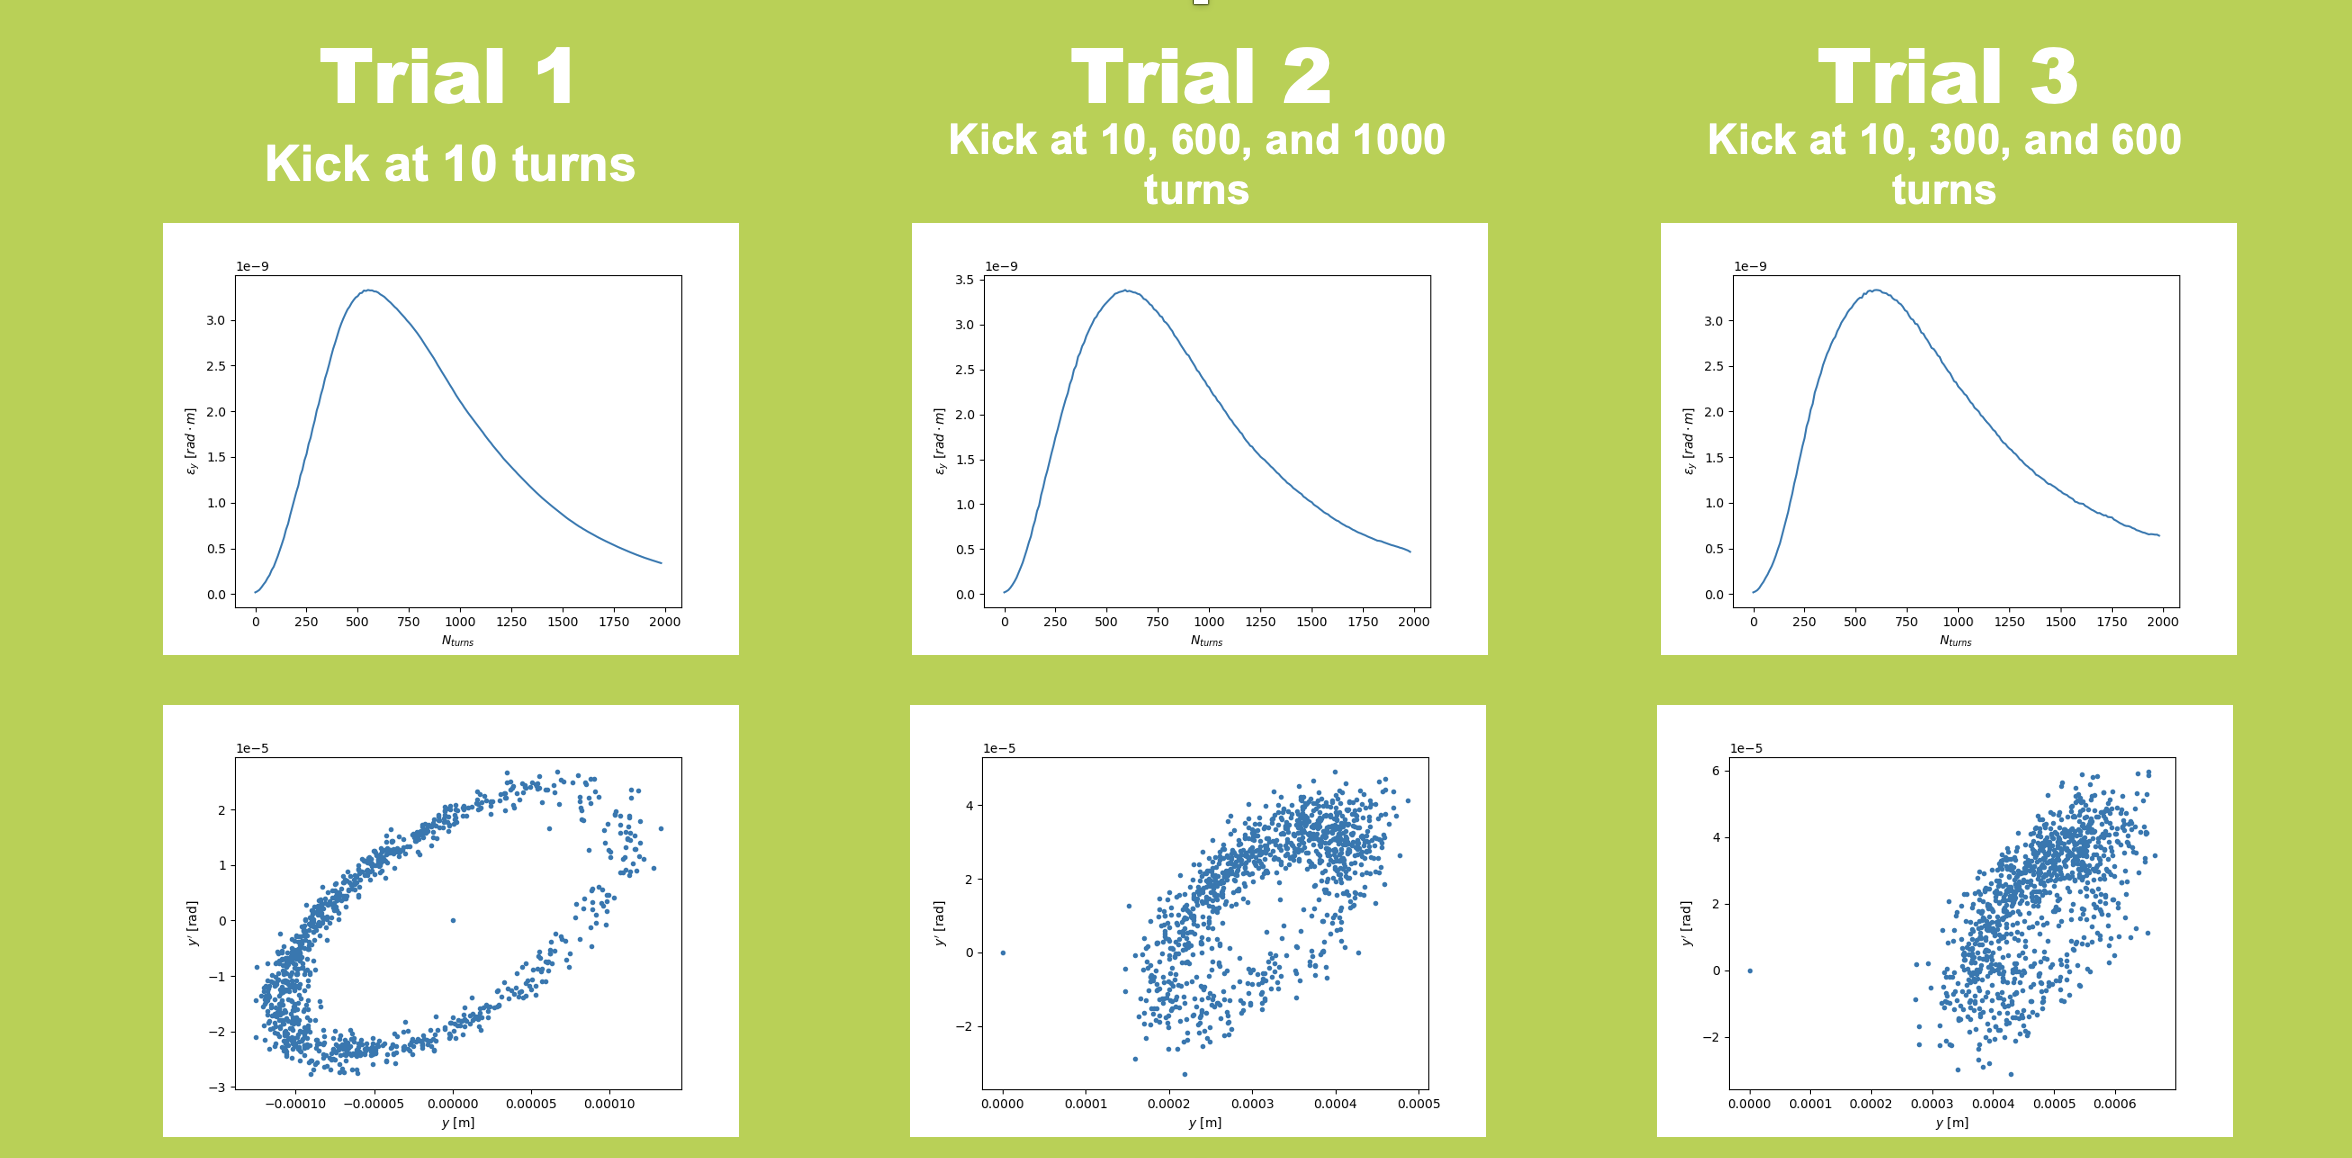 Trial 1
Kick at 10 turns
Trial 2
Kick at 10, 600, and 1000
turns
Trial 3
Kick at 10, 300, and 600
turns
1e−9
3.0
2.5
2.0
1.5
1.0
0.5
0.0
εy [rad · m]
0 250 500 750 1000 1250 1500 1750 2000
Nturns
1e−9
3.5
3.0
2.5
2.0
1.5
1.0
0.5
0.0
εy [rad · m]
0 250 500 750 1000 1250 1500 1750 2000
Nturns
1e−9
3.0
2.5
2.0
1.5
1.0
0.5
0.0
εy [rad · m]
0 250 500 750 1000 1250 1500 1750 2000
Nturns
1e−5
2
1
0
−1
−2
−3
y′ [rad]
−0.00010 −0.00005 0.00000 0.00005 0.00010
y [m]
1e−5
4
2
0
−2
y′ [rad]
0.0000 0.0001 0.0002 0.0003 0.0004 0.0005
y [m]
1e−5
6
4
2
0
−2
y′ [rad]
0.0000 0.0001 0.0002 0.0003 0.0004 0.0005 0.0006
y [m]